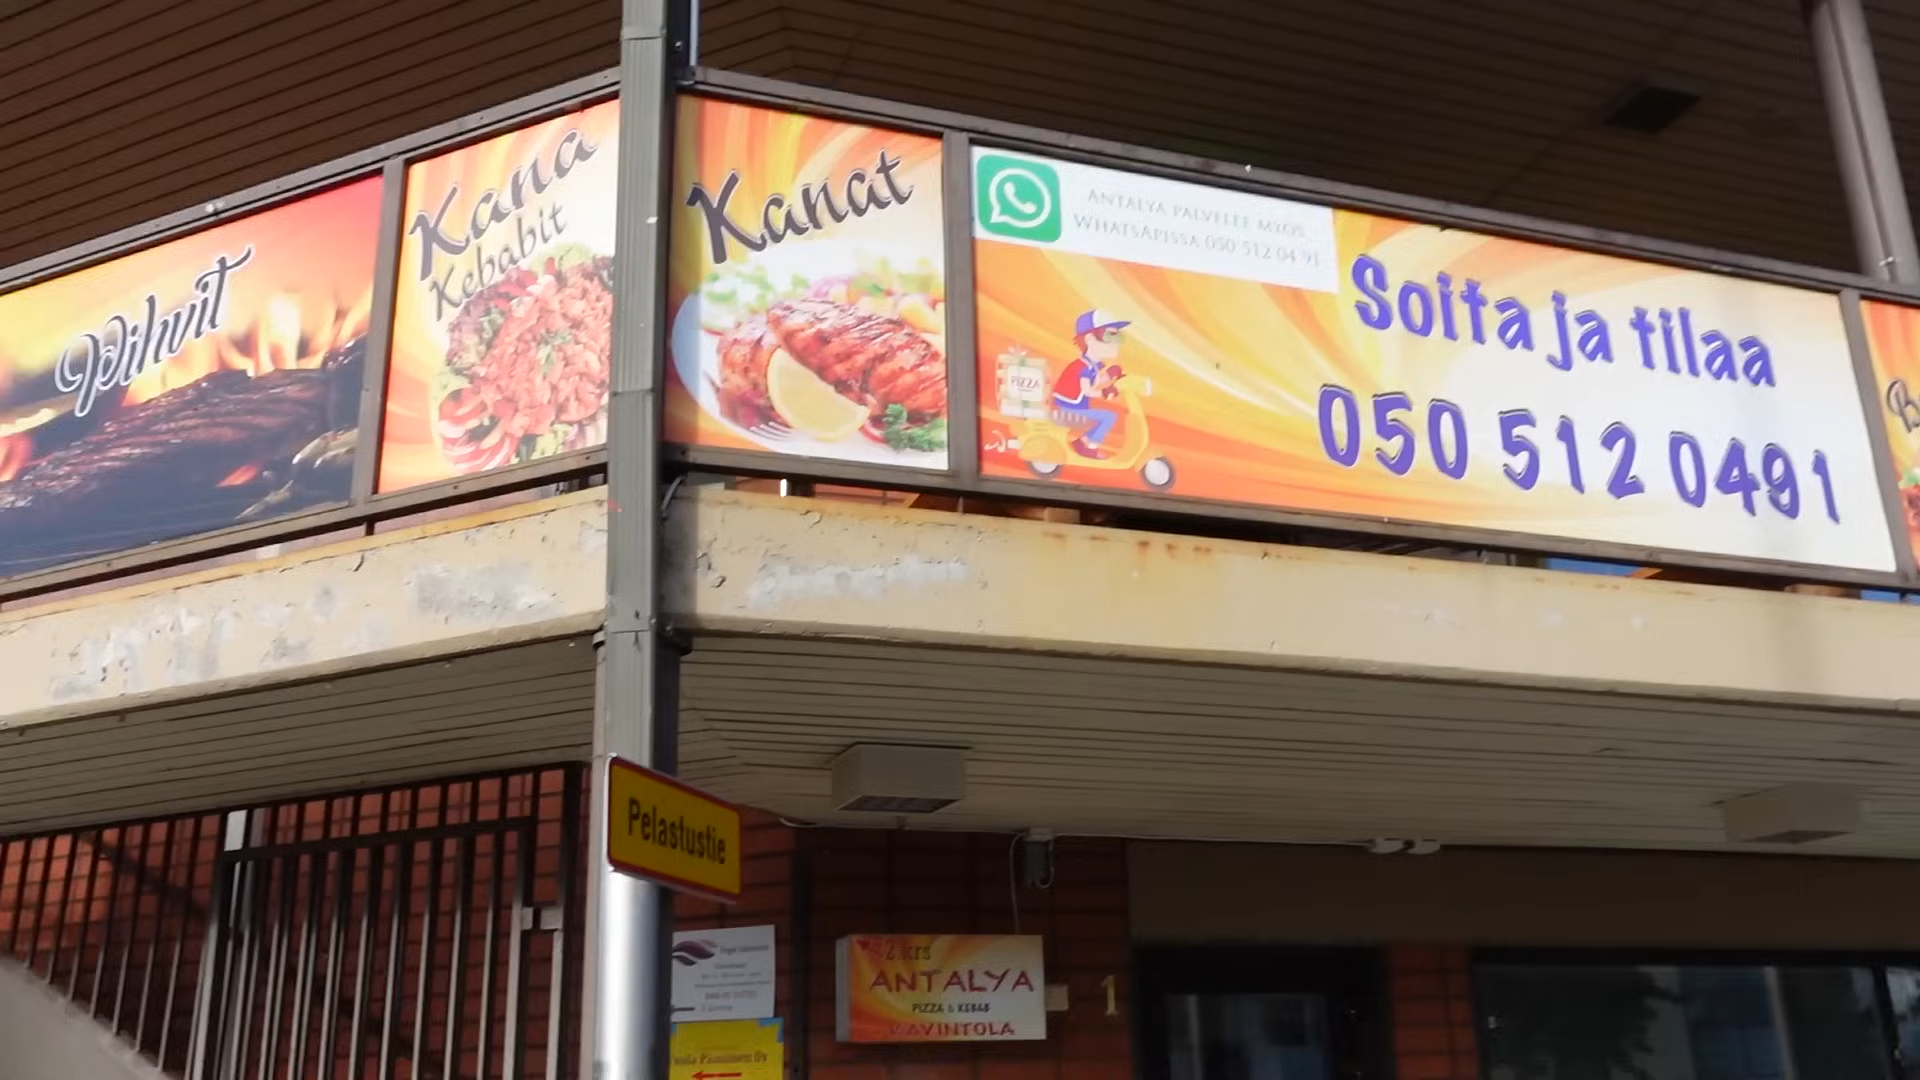 Pihvit
Kana
Kebabit
Kanat
ANTALYA PALVELEE MYÖS
WHATSAPISSA 050 512 04 91
PIZZA
Soita ja tilaa
050 512 0491
Pelastustie
2 krs
ANTALYA
PIZZA & KEBAB
RAVINTOLA
1